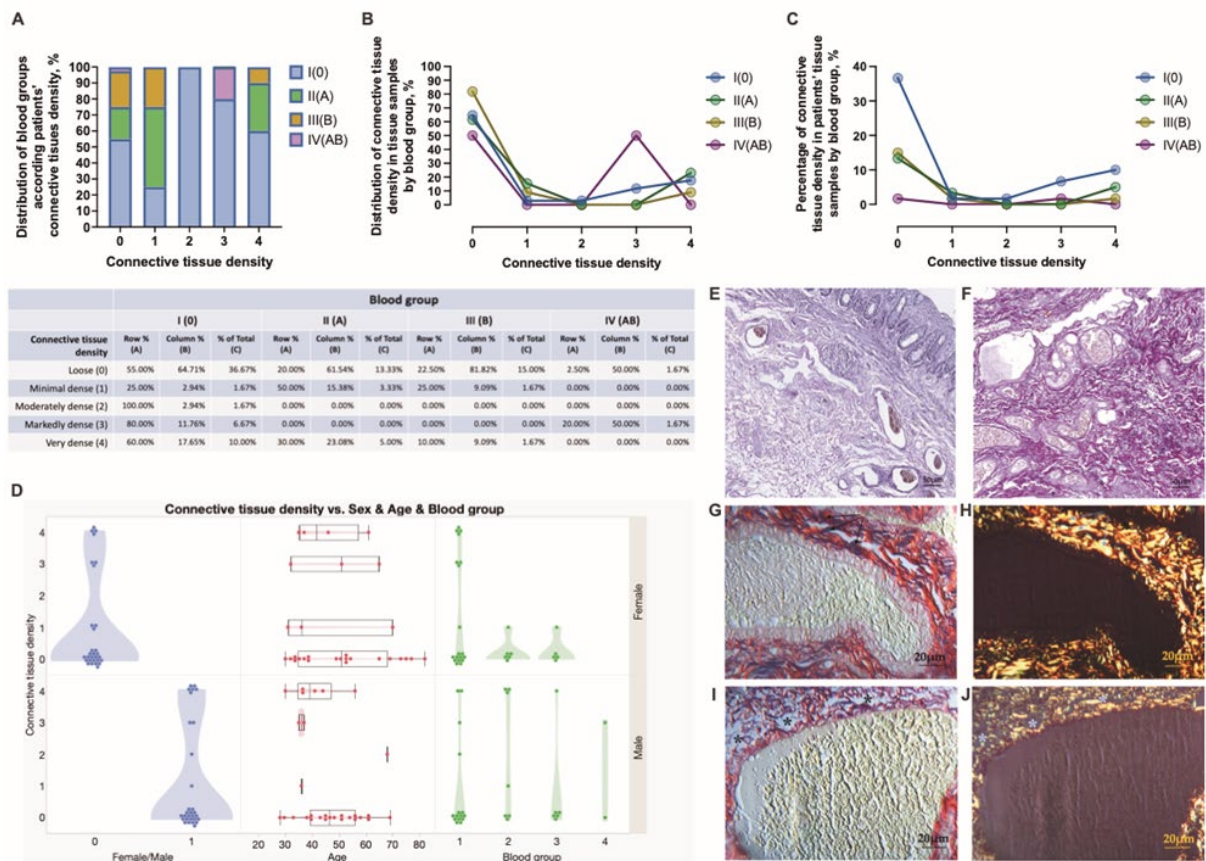 A
Distribution of blood groups
according patients'
connective tisues density, %
100
90
80
70
60
50
40
30
20
10
0
0 1 2 3 4
Connective tissue density
I(0)
II(A)
III(B)
IV(AB)
B
Distribution of connective tissue
density in tissue samples
by blood group, %
100
90
80
70
60
50
40
30
20
10
0
0 1 2 3 4
Connective tissue density
I(0)
II(A)
III(B)
IV(AB)
C
Percentage of connective
tissue density in patients' tissue
samples by blood group, %
40
30
20
10
0
0 1 2 3 4
Connective tissue density
I(0)
II(A)
III(B)
IV(AB)
Blood group
I (0) II (A) III (B) IV (AB)
Connective tissue
density
Row %
(A)
Column %
(B)
% of Total
(C)
Row %
(A)
Column %
(B)
% of Total
(C)
Row %
(A)
Column %
(B)
% of Total
(C)
Row %
(A)
Column %
(B)
% of Total
(C)
Loose (0) 55.00% 64.71% 36.67% 20.00% 61.54% 13.33% 22.50% 81.82% 15.00% 2.50% 50.00% 1.67%
Minimal dense (1) 25.00% 2.94% 1.67% 50.00% 15.38% 3.33% 25.00% 9.09% 1.67% 0.00% 0.00% 0.00%
Moderately dense (2) 100.00% 2.94% 1.67% 0.00% 0.00% 0.00% 0.00% 0.00% 0.00% 0.00% 0.00% 0.00%
Markedly dense (3) 80.00% 11.76% 6.67% 0.00% 0.00% 0.00% 0.00% 0.00% 0.00% 20.00% 50.00% 1.67%
Very dense (4) 60.00% 17.65% 10.00% 30.00% 23.08% 5.00% 10.00% 9.09% 1.67% 0.00% 0.00% 0.00%
D
Connective tissue density vs. Sex & Age & Blood group
Connective tissue density
4
3
2
1
0
4
3
2
1
0
Female
Male
0 1
Female/Male
20 30 40 50 60 70 80 90
Age
1 2 3 4
Blood group
E
50µm
F
G
20µm
H
20µm
I
* * *
20µm
J
* *
20µm